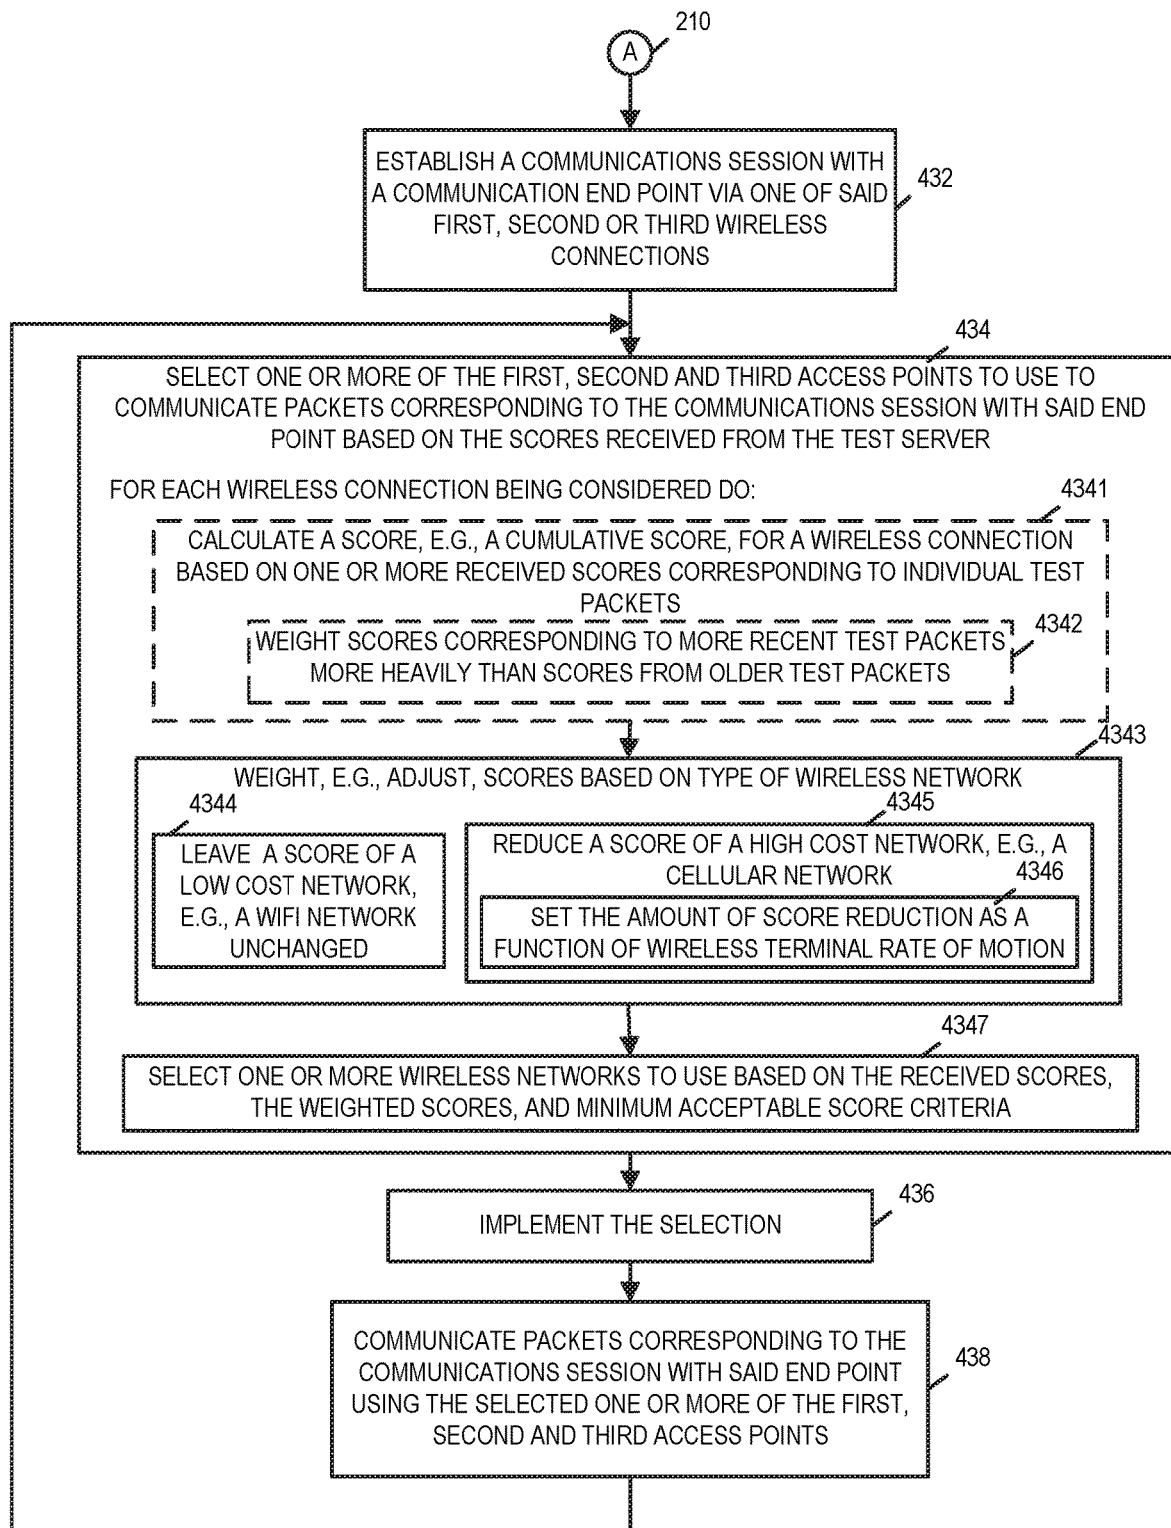 210
A
ESTABLISH A COMMUNICATIONS SESSION WITH
A COMMUNICATION END POINT VIA ONE OF SAID
FIRST, SECOND OR THIRD WIRELESS
CONNECTIONS
432
434
SELECT ONE OR MORE OF THE FIRST, SECOND AND THIRD ACCESS POINTS TO USE TO
COMMUNICATE PACKETS CORRESPONDING TO THE COMMUNICATIONS SESSION WITH SAID END
POINT BASED ON THE SCORES RECEIVED FROM THE TEST SERVER
FOR EACH WIRELESS CONNECTION BEING CONSIDERED DO:
4341
CALCULATE A SCORE, E.G., A CUMULATIVE SCORE, FOR A WIRELESS CONNECTION
BASED ON ONE OR MORE RECEIVED SCORES CORRESPONDING TO INDIVIDUAL TEST
PACKETS
4342
WEIGHT SCORES CORRESPONDING TO MORE RECENT TEST PACKETS
MORE HEAVILY THAN SCORES FROM OLDER TEST PACKETS
4343
WEIGHT, E.G., ADJUST, SCORES BASED ON TYPE OF WIRELESS NETWORK
4344
LEAVE A SCORE OF A
LOW COST NETWORK,
E.G., A WIFI NETWORK
UNCHANGED
4345
REDUCE A SCORE OF A HIGH COST NETWORK, E.G., A
CELLULAR NETWORK
4346
SET THE AMOUNT OF SCORE REDUCTION AS A
FUNCTION OF WIRELESS TERMINAL RATE OF MOTION
4347
SELECT ONE OR MORE WIRELESS NETWORKS TO USE BASED ON THE RECEIVED SCORES,
THE WEIGHTED SCORES, AND MINIMUM ACCEPTABLE SCORE CRITERIA
436
IMPLEMENT THE SELECTION
COMMUNICATE PACKETS CORRESPONDING TO THE
COMMUNICATIONS SESSION WITH SAID END POINT
USING THE SELECTED ONE OR MORE OF THE FIRST,
SECOND AND THIRD ACCESS POINTS
438